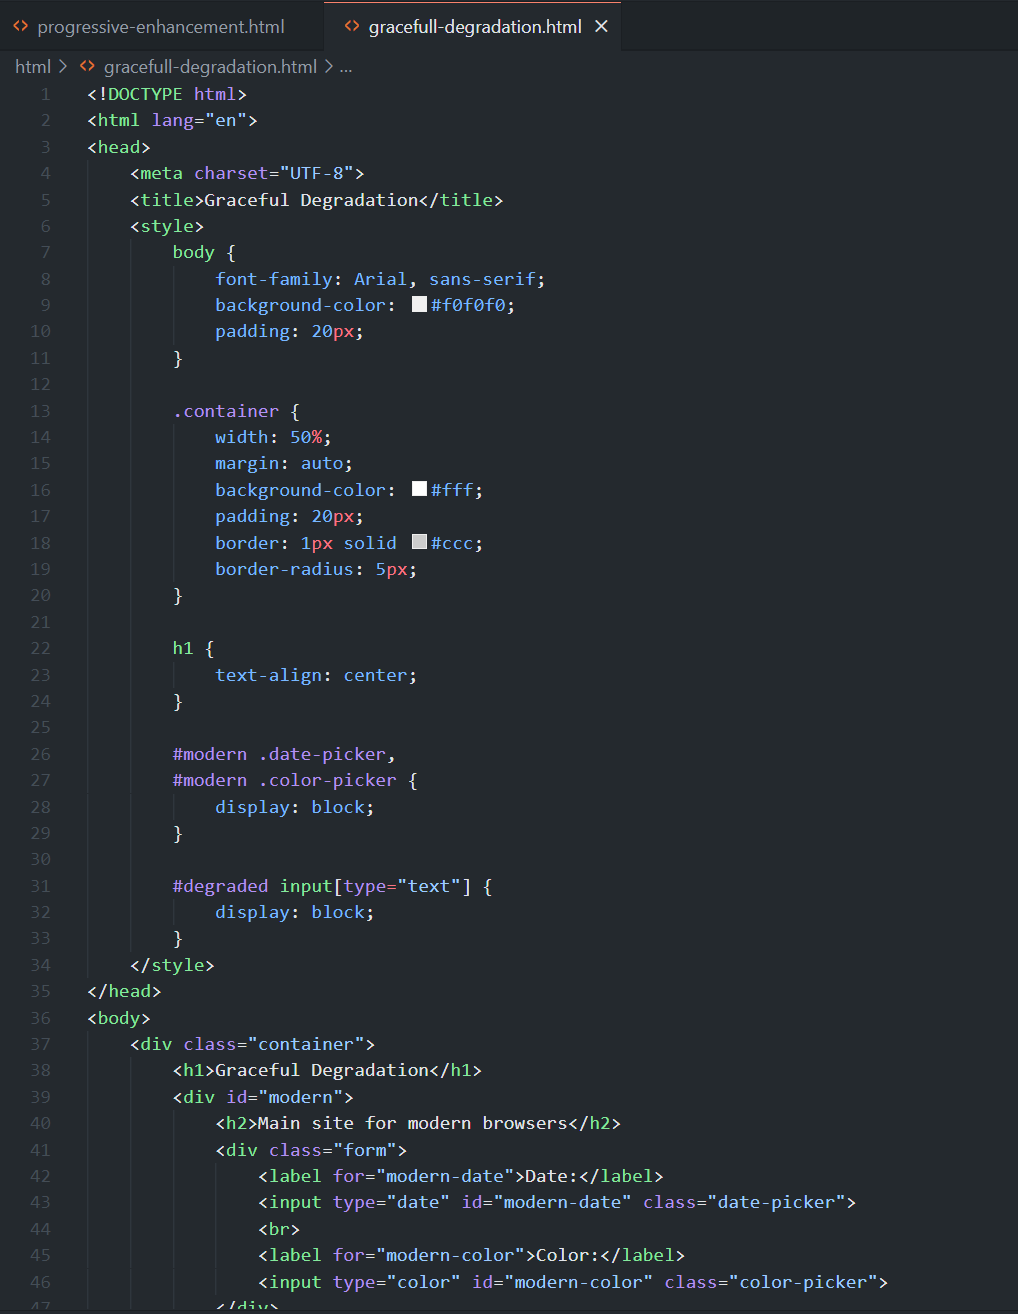 progressive-enhancement.html
gracefull-degradation.html
html > gracefull-degradation.html > ...
1 <!DOCTYPE html>
2 <html lang="en">
3 <head>
4     <meta charset="UTF-8">
5     <title>Graceful Degradation</title>
6     <style>
7         body {
8             font-family: Arial, sans-serif;
9             background-color: #f0f0f0;
10             padding: 20px;
11         }
12
13         .container {
14             width: 50%;
15             margin: auto;
16             background-color: #fff;
17             padding: 20px;
18             border: 1px solid #ccc;
19             border-radius: 5px;
20         }
21
22         h1 {
23             text-align: center;
24         }
25
26         #modern .date-picker,
27         #modern .color-picker {
28             display: block;
29         }
30
31         #degraded input[type="text"] {
32             display: block;
33         }
34     </style>
35 </head>
36 <body>
37     <div class="container">
38         <h1>Graceful Degradation</h1>
39         <div id="modern">
40             <h2>Main site for modern browsers</h2>
41             <div class="form">
42                 <label for="modern-date">Date:</label>
43                 <input type="date" id="modern-date" class="date-picker">
44                 <br>
45                 <label for="modern-color">Color:</label>
46                 <input type="color" id="modern-color" class="color-picker">
47             </div>